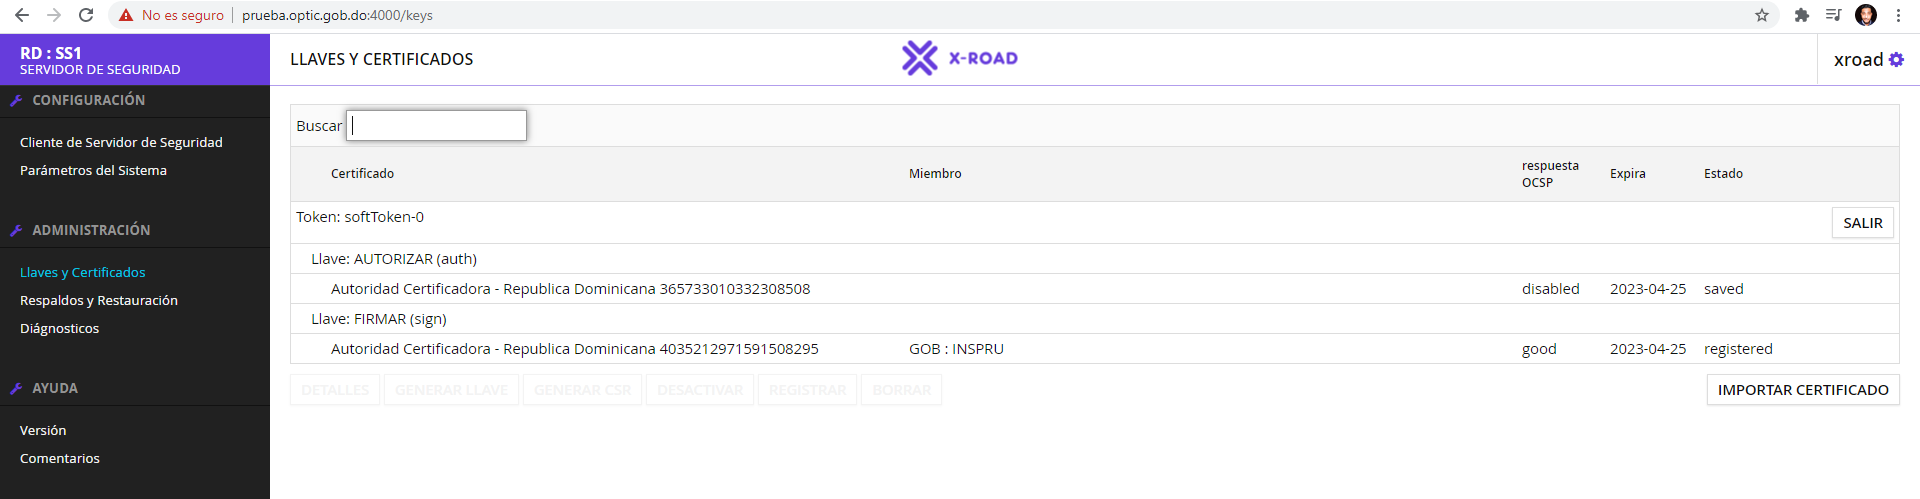 No es seguro | prueba.optic.gob.do:4000/keys
RD : SS1
SERVIDOR DE SEGURIDAD
LLAVES Y CERTIFICADOS
X-ROAD
xroad
CONFIGURACIÓN
Cliente de Servidor de Seguridad
Parámetros del Sistema
ADMINISTRACIÓN
Llaves y Certificados
Respaldos y Restauración
Diágnosticos
AYUDA
Versión
Comentarios
Buscar
Certificado Miembro respuesta OCSP Expira Estado
Token: softToken-0 SALIR
Llave: AUTORIZAR (auth)
Autoridad Certificadora - Republica Dominicana 365733010332308508 disabled 2023-04-25 saved
Llave: FIRMAR (sign)
Autoridad Certificadora - Republica Dominicana 4035212971591508295 GOB : INSPRU good 2023-04-25 registered
DETALLES GENERAR LLAVE GENERAR CSR DESACTIVAR REGISTRAR BORRAR IMPORTAR CERTIFICADO